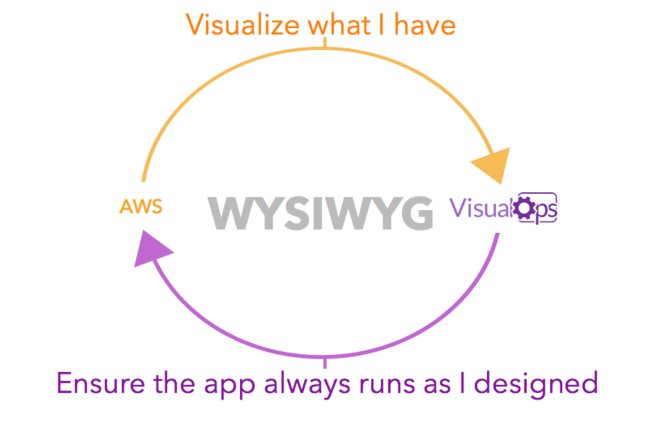 Visualize what I have
AWS
WYSIWYG
VisualOps
Ensure the app always runs as I designed